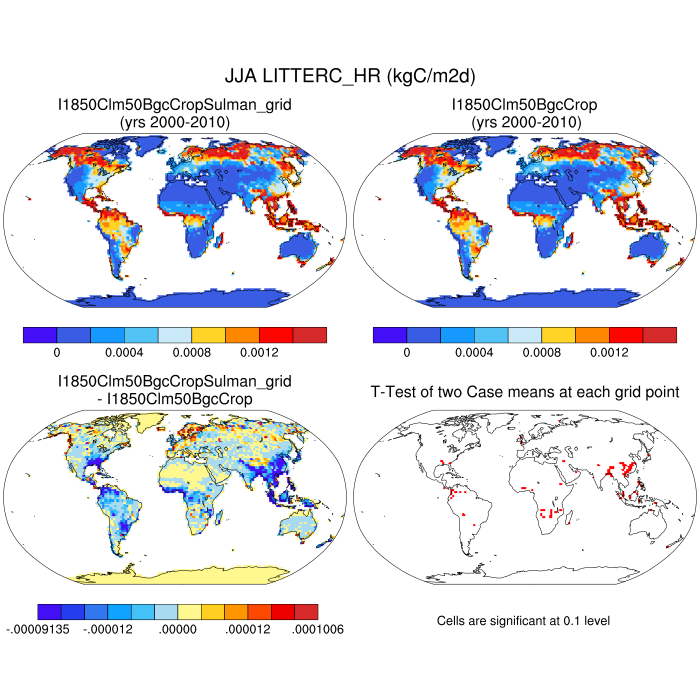 JJA LITTERC_HR (kgC/m2d)
I1850Clm50BgcCropSulman_grid
(yrs 2000-2010)
I1850Clm50BgcCrop
(yrs 2000-2010)
0 0.0004 0.0008 0.0012
0 0.0004 0.0008 0.0012
I1850Clm50BgcCropSulman_grid
- I1850Clm50BgcCrop
T-Test of two Case means at each grid point
-.00009135 -.000012 .00000 .000012 .0001006
Cells are significant at 0.1 level